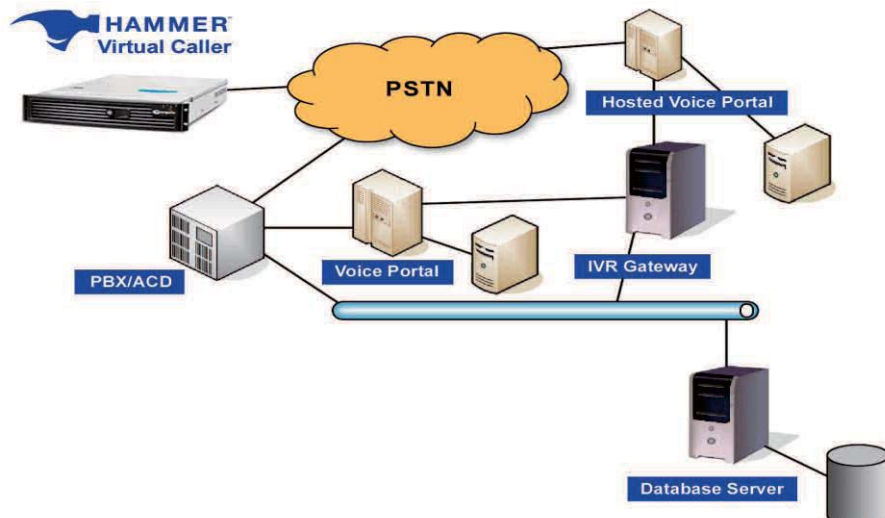 HAMMER
Virtual Caller
PSTN
Hosted Voice Portal
Voice Portal
IVR Gateway
PBX/ACD
Database Server